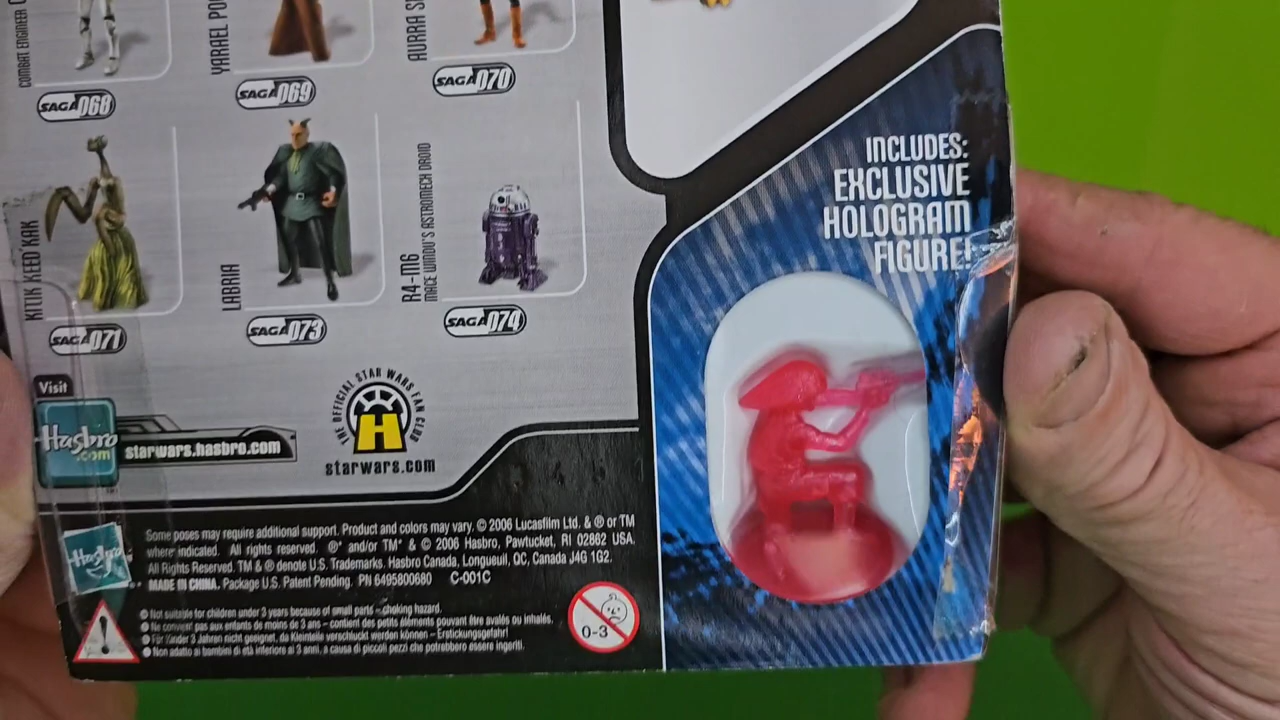 COMBAT ENGINEER
YARAEL PO
AURRA S
SAGA 068
SAGA 069
SAGA 070
KITIK KEED'KAK
LABRIA
R4-M6
MACE WINDU'S ASTROMECH DROID
SAGA 071
SAGA 073
SAGA 074
INCLUDES:
EXCLUSIVE
HOLOGRAM
FIGURE!
Visit
Hasbro
.com
starwars.hasbro.com
THE OFFICIAL STAR WARS FAN CLUB
H
starwars.com
Hasbro
Some poses may require additional support. Product and colors may vary. © 2006 Lucasfilm Ltd. & ® or TM
where indicated. All rights reserved. ®* and/or TM* & © 2006 Hasbro, Pawtucket, RI 02862 USA.
All Rights Reserved. TM & ® denote U.S. Trademarks. Hasbro Canada, Longueuil, QC, Canada J4G 1G2.
MADE IN CHINA. Package U.S. Patent Pending. PN 6495800680 C-001C
Not suitable for children under 3 years because of small parts – choking hazard.
Ne convient pas aux enfants de moins de 3 ans – contient des petits éléments pouvant être avalés ou inhalés.
Für Kinder 3 Jahren nicht geeignet, da Kleinteile verschluckt werden können – Erstickungsgefahr!
Non adatto ai bambini di età inferiore ai 3 anni, a causa di piccoli pezzi che potrebbero essere ingeriti.
0-3